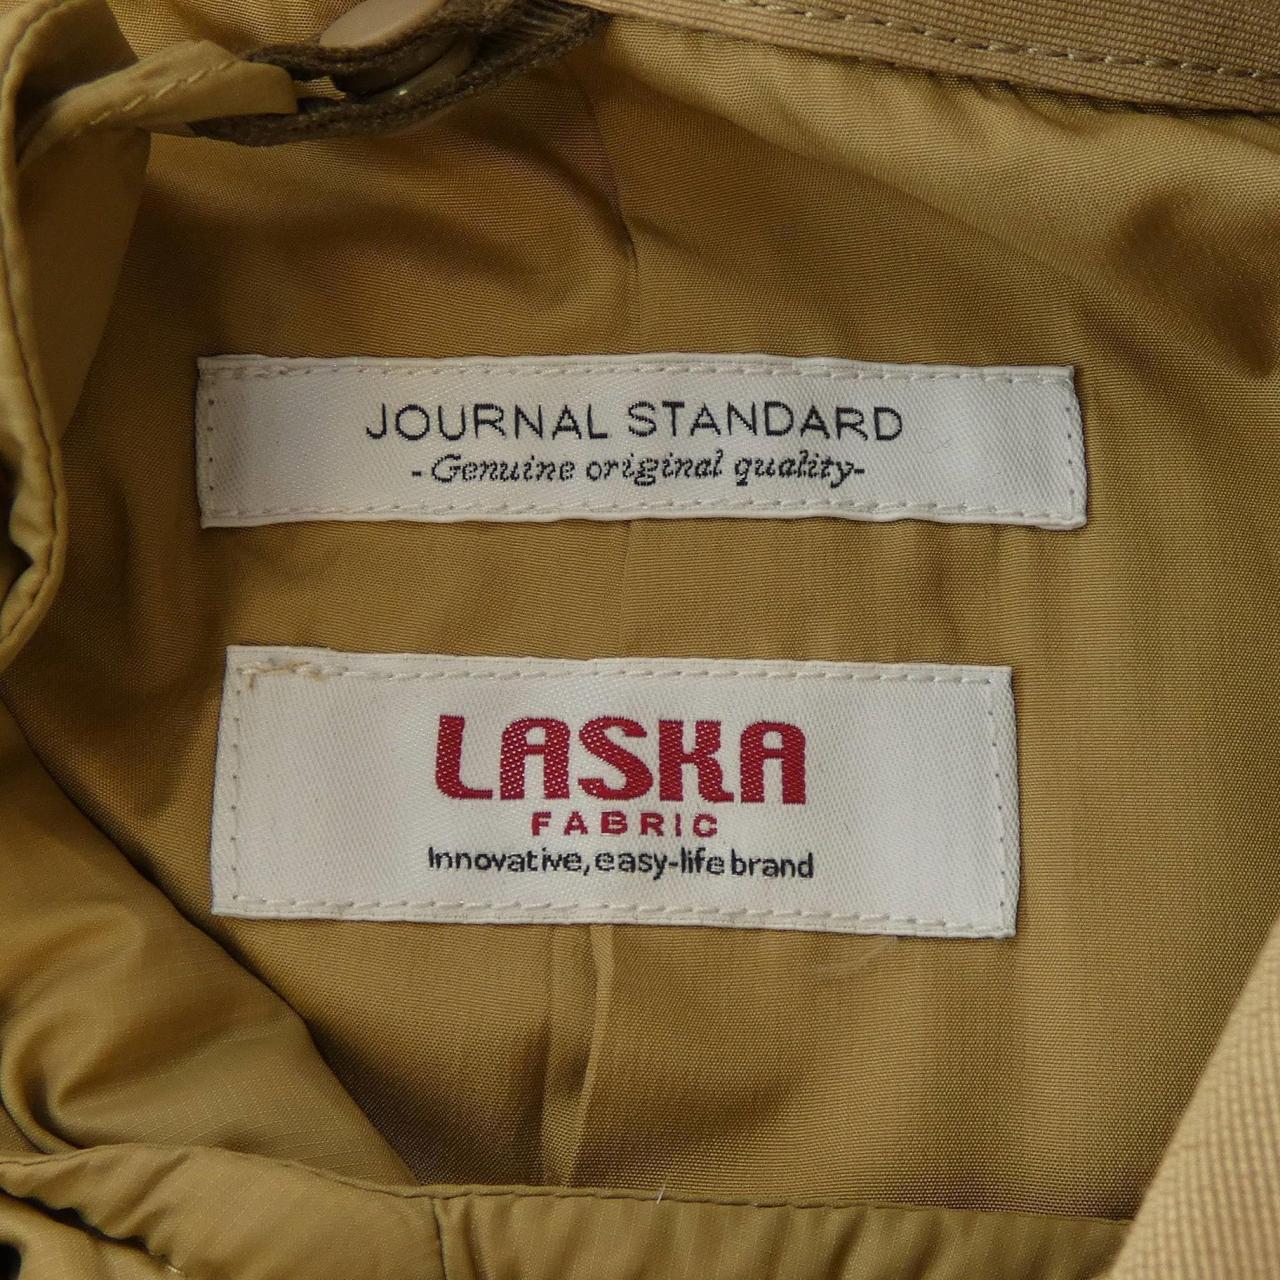 JOURNAL STANDARD
-Genuine original quality-
LASKA
FABRIC
Innovative, easy-life brand